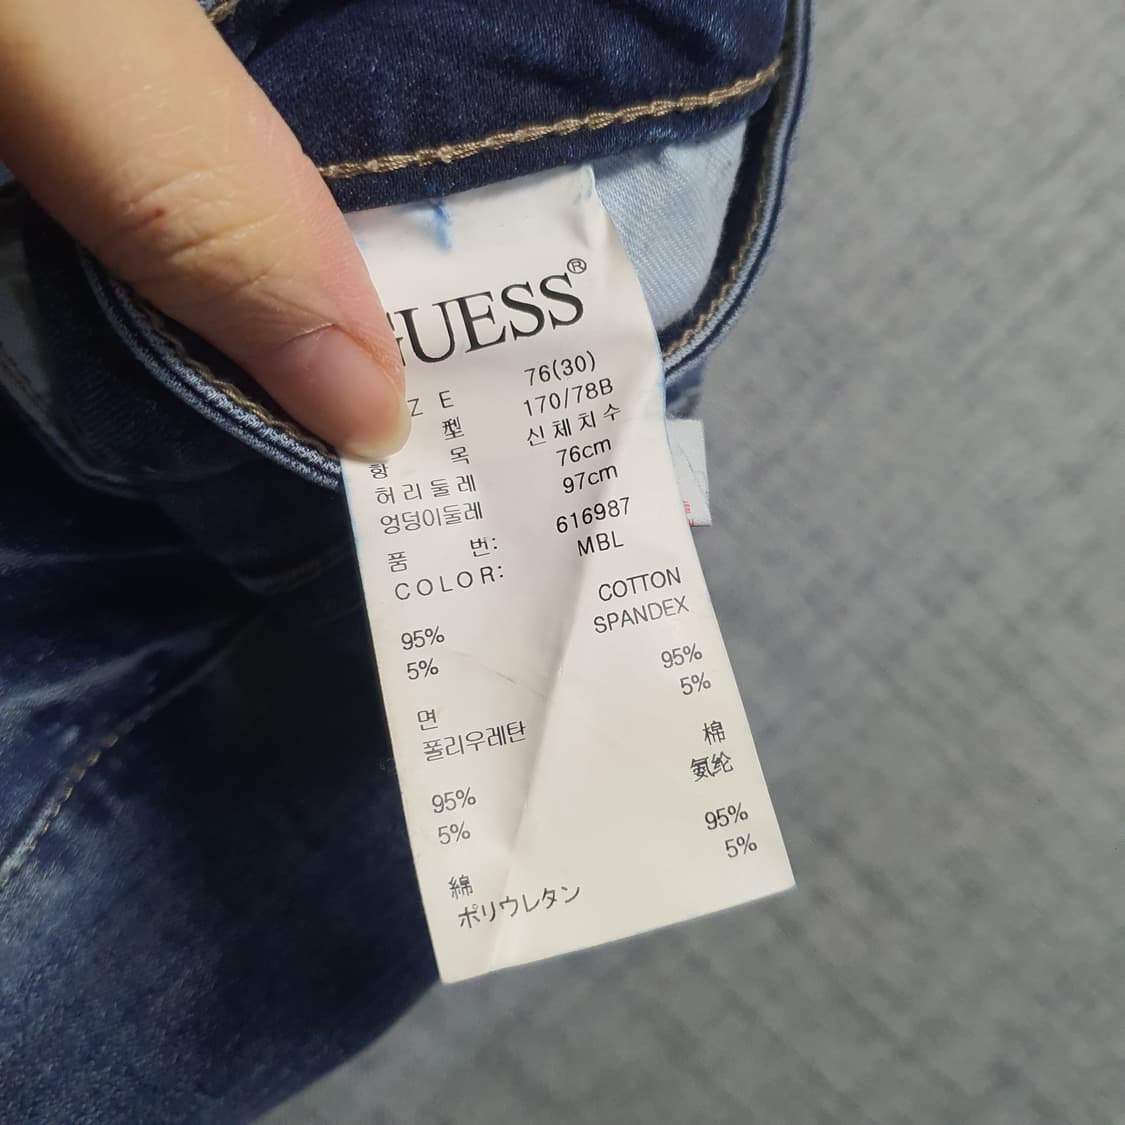 GUESS®
ZE 76(30)
型 170/78B
항목 신체치수
허리둘레 76cm
엉덩이둘레 97cm
품번: 616987
COLOR: MBL
95% COTTON
5% SPANDEX
면 95%
폴리우레탄 5%
95% 棉
5% 氨纶
綿 95%
ポリウレタン 5%